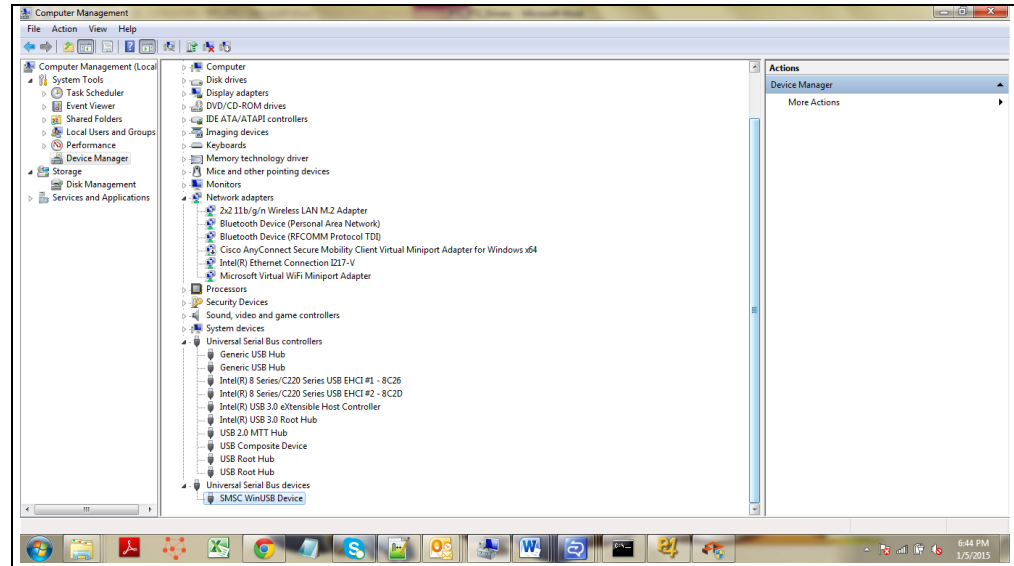 Computer Management
File Action View Help
Computer Management (Local
System Tools
Task Scheduler
Event Viewer
Shared Folders
Local Users and Groups
Performance
Device Manager
Storage
Disk Management
Services and Applications
Computer
Disk drives
Display adapters
DVD/CD-ROM drives
IDE ATA/ATAPI controllers
Imaging devices
Keyboards
Memory technology driver
Mice and other pointing devices
Monitors
Network adapters
2x2 11b/g/n Wireless LAN M.2 Adapter
Bluetooth Device (Personal Area Network)
Bluetooth Device (RFCOMM Protocol TDI)
Cisco AnyConnect Secure Mobility Client Virtual Miniport Adapter for Windows x64
Intel(R) Ethernet Connection I217-V
Microsoft Virtual WiFi Miniport Adapter
Processors
Security Devices
Sound, video and game controllers
System devices
Universal Serial Bus controllers
Generic USB Hub
Generic USB Hub
Intel(R) 8 Series/C220 Series USB EHCI #1 - 8C26
Intel(R) 8 Series/C220 Series USB EHCI #2 - 8C2D
Intel(R) USB 3.0 eXtensible Host Controller
Intel(R) USB 3.0 Root Hub
USB 2.0 MTT Hub
USB Composite Device
USB Root Hub
USB Root Hub
Universal Serial Bus devices
SMSC WinUSB Device
Actions
Device Manager
More Actions
6:44 PM
1/5/2015